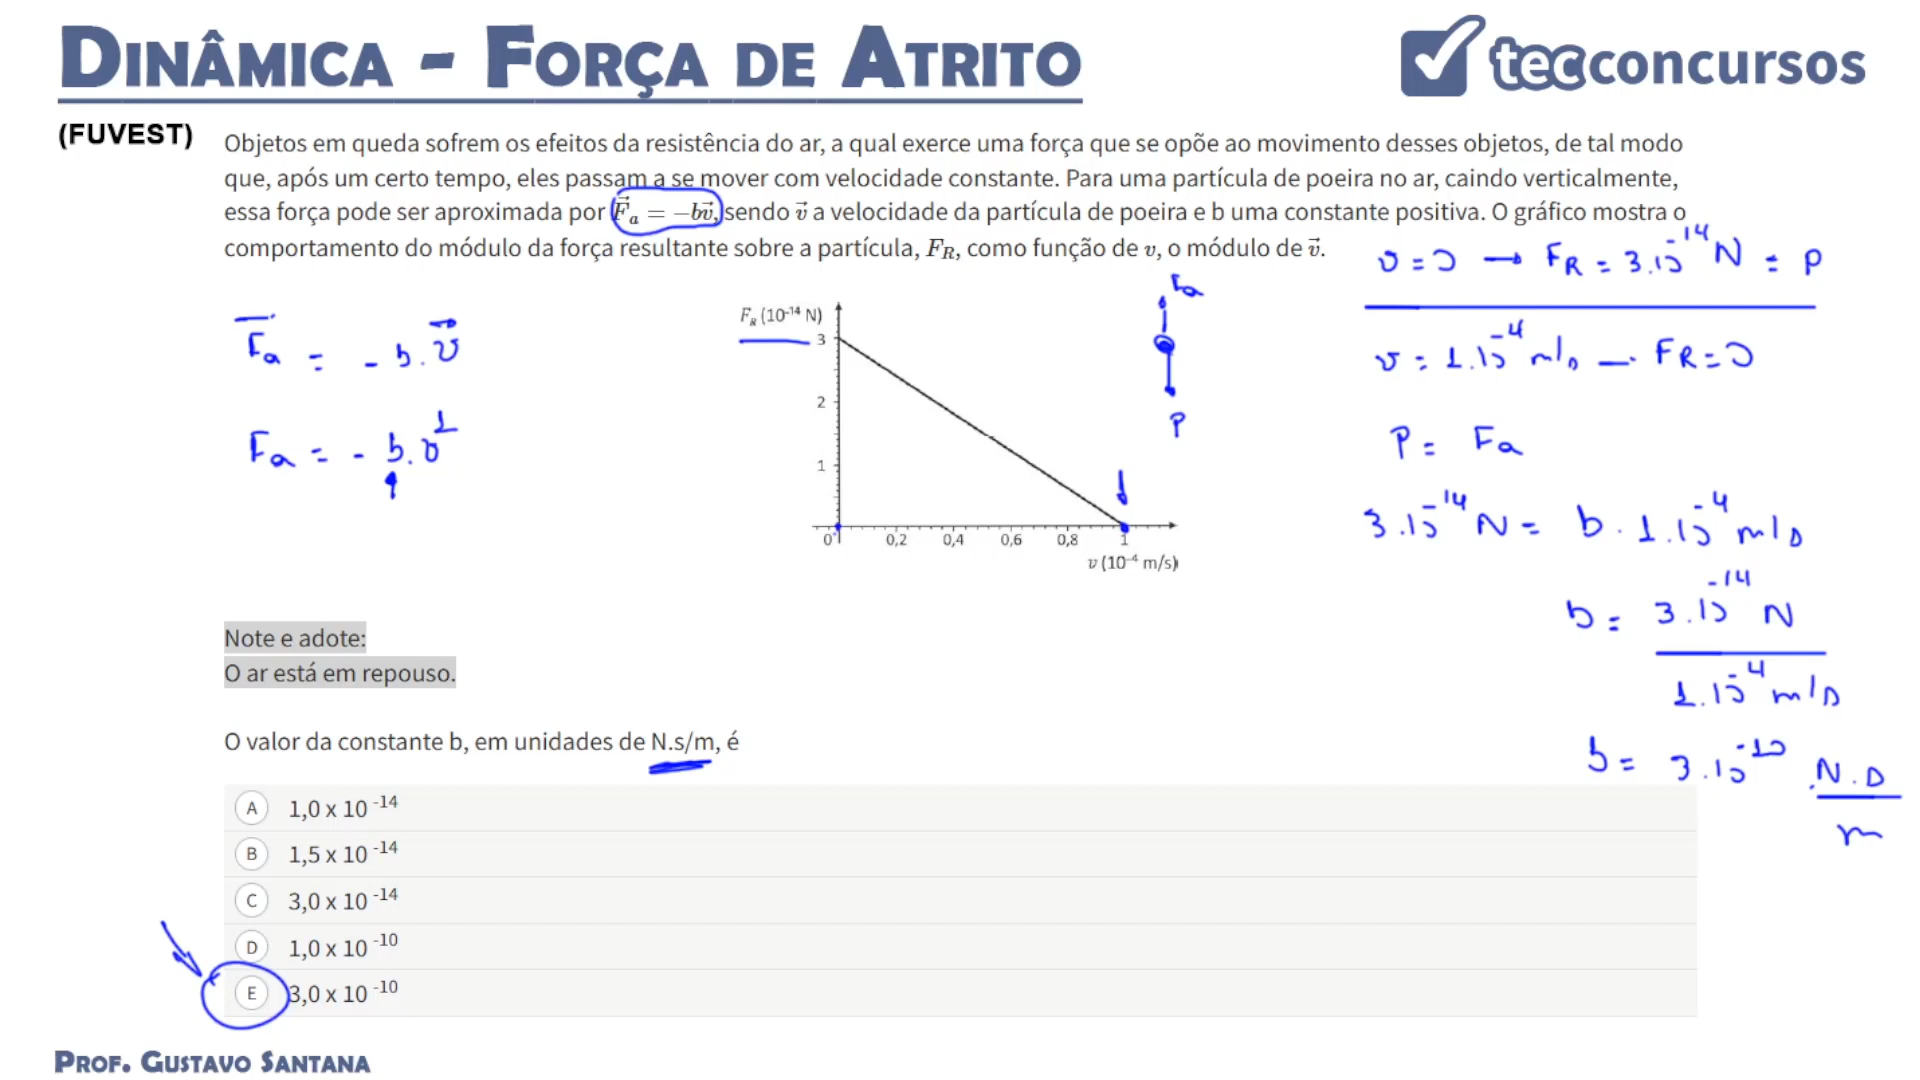 DINÂMICA - FORÇA DE ATRITO
tecconcursos
(FUVEST)
Objetos em queda sofrem os efeitos da resistência do ar, a qual exerce uma força que se opõe ao movimento desses objetos, de tal modo
que, após um certo tempo, eles passam a se mover com velocidade constante. Para uma partícula de poeira no ar, caindo verticalmente,
essa força pode ser aproximada por F⃗a = −bv⃗, sendo v⃗ a velocidade da partícula de poeira e b uma constante positiva. O gráfico mostra o
comportamento do módulo da força resultante sobre a partícula, FR, como função de v, o módulo de v⃗.
v = 0 → FR = 3.10⁻¹⁴ N = P
v = 1.10⁻⁴ m/s → FR = 0
P = Fa
3.10⁻¹⁴ N = b . 1.10⁻⁴ m/s
b = 3.10⁻¹⁴ N
1.10⁻⁴ m/s
b = 3.10⁻¹⁰ N.s
m
F⃗a = - b.v⃗
Fa = - b.v¹
FR (10⁻¹⁴ N)
3
2
1
0
0,2 0,4 0,6 0,8 1
v (10⁻⁴ m/s)
Fa
P
Note e adote:
O ar está em repouso.
O valor da constante b, em unidades de N.s/m, é
A 1,0 x 10 ⁻¹⁴
B 1,5 x 10 ⁻¹⁴
C 3,0 x 10 ⁻¹⁴
D 1,0 x 10 ⁻¹⁰
E 3,0 x 10 ⁻¹⁰
PROF. GUSTAVO SANTANA